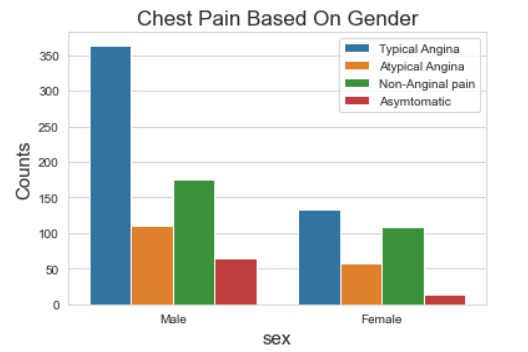 Chest Pain Based On Gender
Typical Angina
Atypical Angina
Non-Anginal pain
Asymtomatic
Counts
350
300
250
200
150
100
50
0
Male
Female
sex